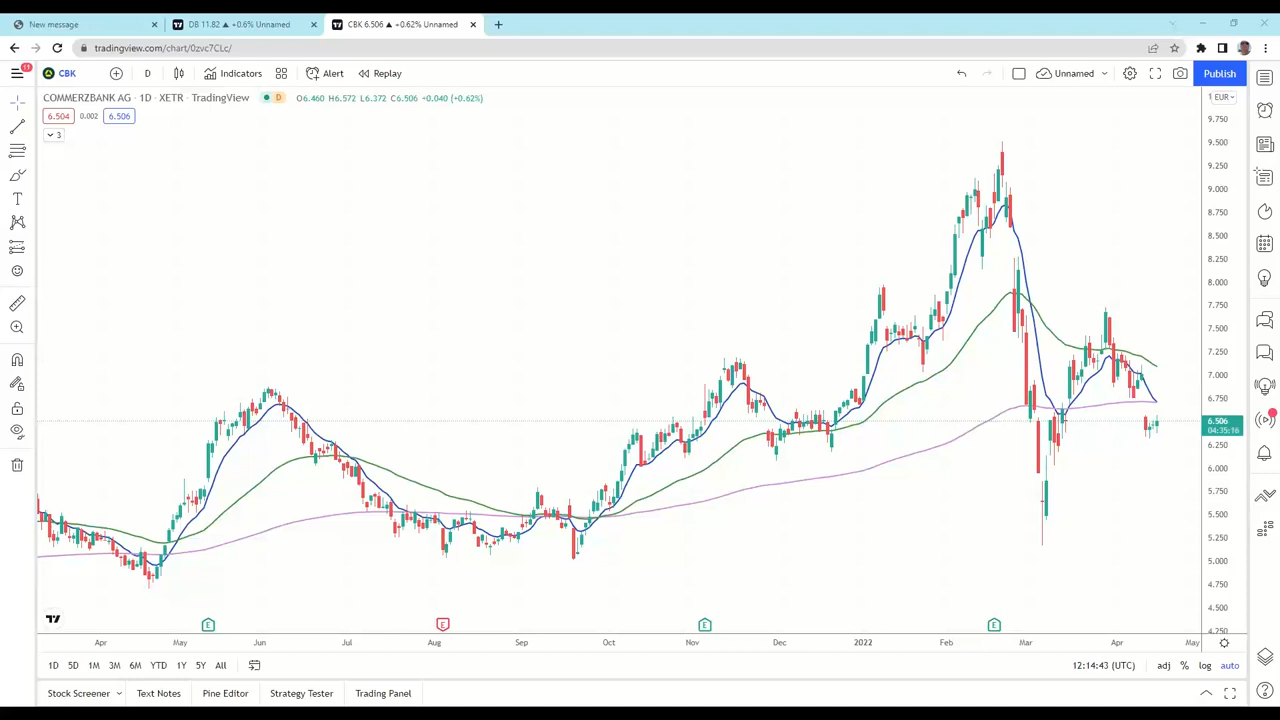 New message
DB 11.82 ▲ +0.6% Unnamed
CBK 6.506 ▲ +0.62% Unnamed
tradingview.com/chart/0zvc7CLc/
11
CBK
D
Indicators
Alert
Replay
Unnamed
Publish
COMMERZBANK AG · 1D · XETR · TradingView
D
O6.460 H6.572 L6.372 C6.506 +0.040 (+0.62%)
EUR
6.504
0.002
6.506
3
9.750
9.500
9.250
9.000
8.750
8.500
8.250
8.000
7.750
7.500
7.250
7.000
6.750
6.506
04:35:16
6.250
6.000
5.750
5.500
5.250
5.000
4.750
4.500
4.250
E
E
E
E
Apr
May
Jun
Jul
Aug
Sep
Oct
Nov
Dec
2022
Feb
Mar
Apr
May
1D
5D
1M
3M
6M
YTD
1Y
5Y
All
12:14:43 (UTC)
adj
%
log
auto
Stock Screener
Text Notes
Pine Editor
Strategy Tester
Trading Panel